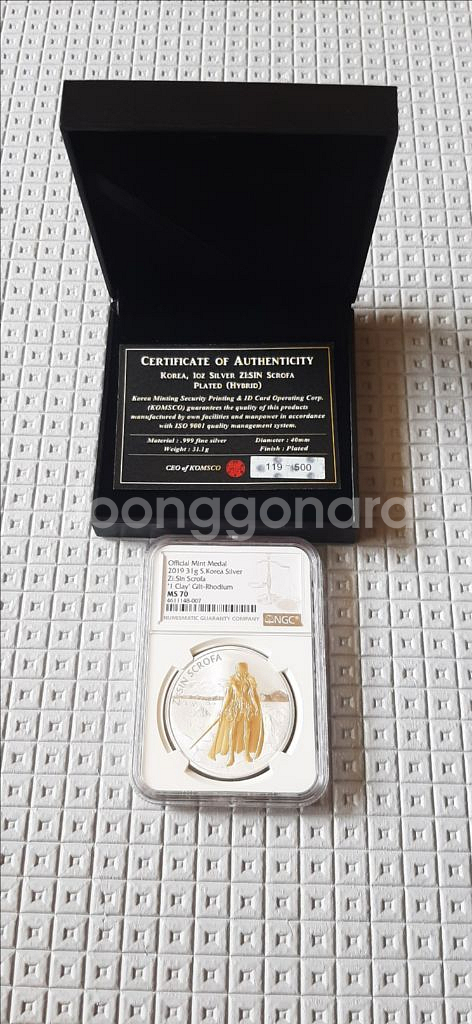 CERTIFICATE OF AUTHENTICITY
KOREA, 1OZ SILVER ZI:SIN SCROFA
PLATED (HYBRID)
Korea Minting Security Printing & ID Card Operating Corp.
(KOMSCO) guarantees the quality of this products
manufactured by own facilities and manpower in accordance
with ISO 9001 quality management system.
Material : .999 fine silver Diameter : 40mm
Weight : 31.1g Finish : Plated
CEO of KOMSCO 119 500
bonggonara
Official Mint Medal
2019 31g S.Korea Silver
Zi:Sin Scrofa
'1 Clay' Gilt-Rhodium
MS 70
4611148-007
NUMISMATIC GUARANTY COMPANY NGC
ZI:SIN SCROFA